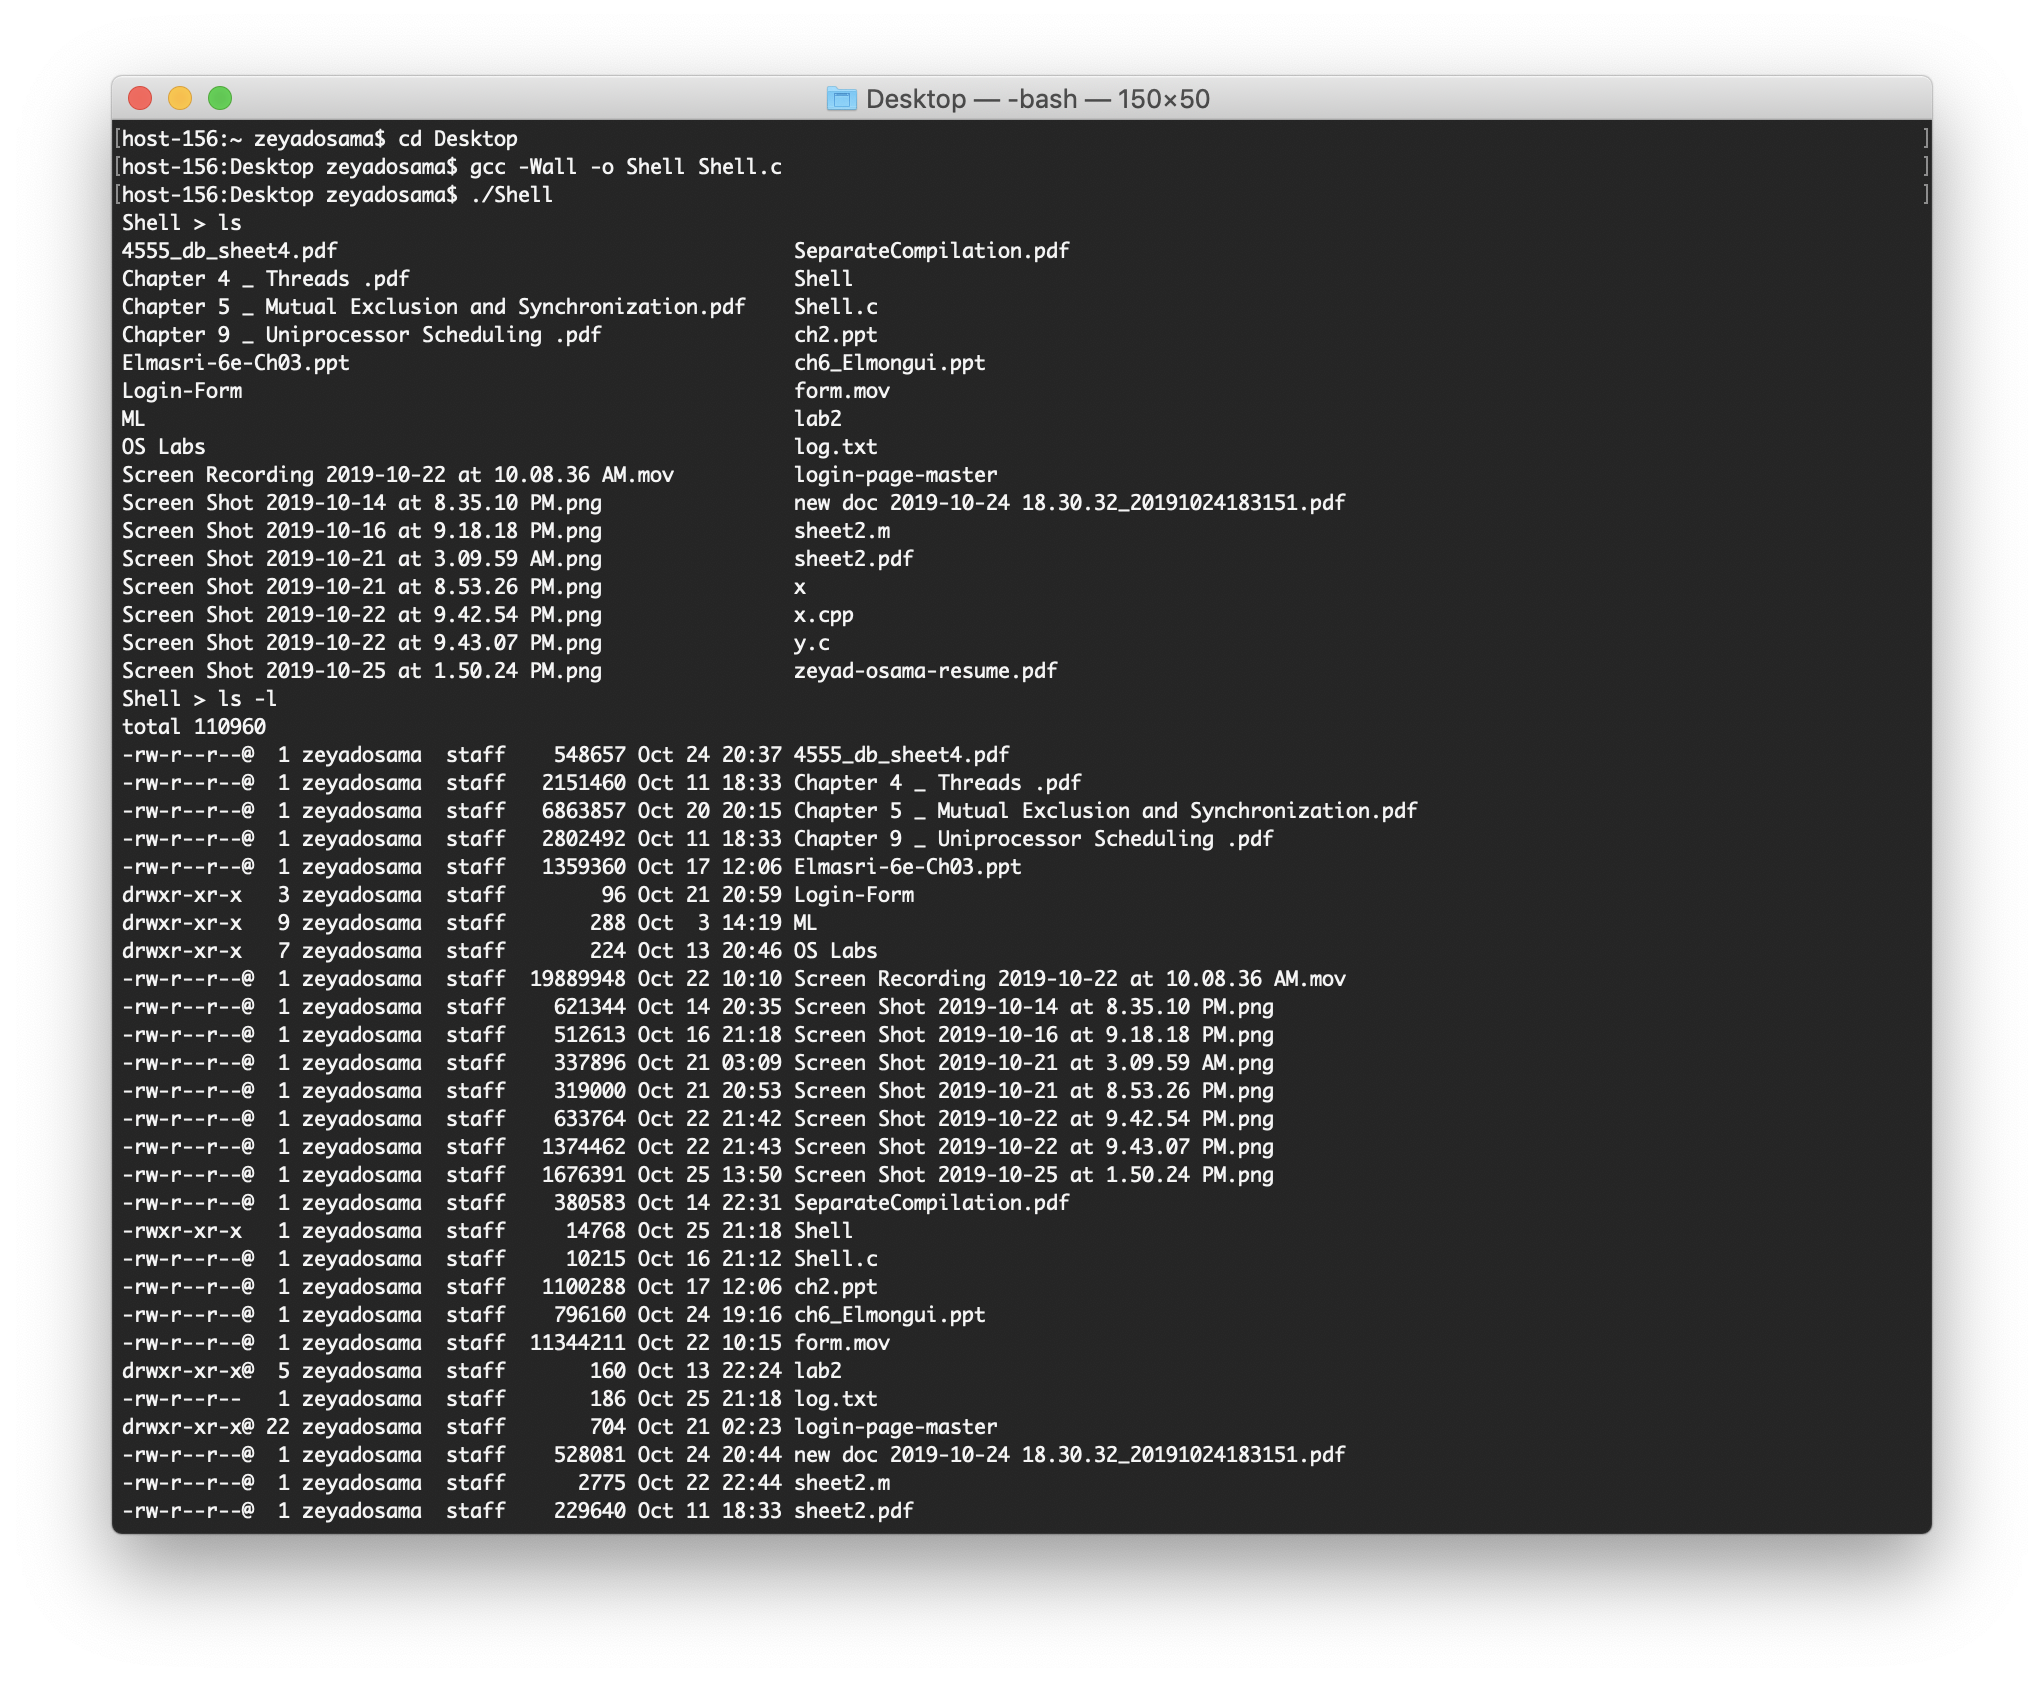 Desktop — -bash — 150×50
[host-156:~ zeyadosama$ cd Desktop ]
[host-156:Desktop zeyadosama$ gcc -Wall -o Shell Shell.c ]
[host-156:Desktop zeyadosama$ ./Shell ]
Shell > ls
4555_db_sheet4.pdf SeparateCompilation.pdf
Chapter 4 _ Threads .pdf Shell
Chapter 5 _ Mutual Exclusion and Synchronization.pdf Shell.c
Chapter 9 _ Uniprocessor Scheduling .pdf ch2.ppt
Elmasri-6e-Ch03.ppt ch6_Elmongui.ppt
Login-Form form.mov
ML lab2
OS Labs log.txt
Screen Recording 2019-10-22 at 10.08.36 AM.mov login-page-master
Screen Shot 2019-10-14 at 8.35.10 PM.png new doc 2019-10-24 18.30.32_20191024183151.pdf
Screen Shot 2019-10-16 at 9.18.18 PM.png sheet2.m
Screen Shot 2019-10-21 at 3.09.59 AM.png sheet2.pdf
Screen Shot 2019-10-21 at 8.53.26 PM.png x
Screen Shot 2019-10-22 at 9.42.54 PM.png x.cpp
Screen Shot 2019-10-22 at 9.43.07 PM.png y.c
Screen Shot 2019-10-25 at 1.50.24 PM.png zeyad-osama-resume.pdf
Shell > ls -l
total 110960
-rw-r--r--@ 1 zeyadosama staff 548657 Oct 24 20:37 4555_db_sheet4.pdf
-rw-r--r--@ 1 zeyadosama staff 2151460 Oct 11 18:33 Chapter 4 _ Threads .pdf
-rw-r--r--@ 1 zeyadosama staff 6863857 Oct 20 20:15 Chapter 5 _ Mutual Exclusion and Synchronization.pdf
-rw-r--r--@ 1 zeyadosama staff 2802492 Oct 11 18:33 Chapter 9 _ Uniprocessor Scheduling .pdf
-rw-r--r--@ 1 zeyadosama staff 1359360 Oct 17 12:06 Elmasri-6e-Ch03.ppt
drwxr-xr-x 3 zeyadosama staff 96 Oct 21 20:59 Login-Form
drwxr-xr-x 9 zeyadosama staff 288 Oct 3 14:19 ML
drwxr-xr-x 7 zeyadosama staff 224 Oct 13 20:46 OS Labs
-rw-r--r--@ 1 zeyadosama staff 19889948 Oct 22 10:10 Screen Recording 2019-10-22 at 10.08.36 AM.mov
-rw-r--r--@ 1 zeyadosama staff 621344 Oct 14 20:35 Screen Shot 2019-10-14 at 8.35.10 PM.png
-rw-r--r--@ 1 zeyadosama staff 512613 Oct 16 21:18 Screen Shot 2019-10-16 at 9.18.18 PM.png
-rw-r--r--@ 1 zeyadosama staff 337896 Oct 21 03:09 Screen Shot 2019-10-21 at 3.09.59 AM.png
-rw-r--r--@ 1 zeyadosama staff 319000 Oct 21 20:53 Screen Shot 2019-10-21 at 8.53.26 PM.png
-rw-r--r--@ 1 zeyadosama staff 633764 Oct 22 21:42 Screen Shot 2019-10-22 at 9.42.54 PM.png
-rw-r--r--@ 1 zeyadosama staff 1374462 Oct 22 21:43 Screen Shot 2019-10-22 at 9.43.07 PM.png
-rw-r--r--@ 1 zeyadosama staff 1676391 Oct 25 13:50 Screen Shot 2019-10-25 at 1.50.24 PM.png
-rw-r--r--@ 1 zeyadosama staff 380583 Oct 14 22:31 SeparateCompilation.pdf
-rwxr-xr-x 1 zeyadosama staff 14768 Oct 25 21:18 Shell
-rw-r--r--@ 1 zeyadosama staff 10215 Oct 16 21:12 Shell.c
-rw-r--r--@ 1 zeyadosama staff 1100288 Oct 17 12:06 ch2.ppt
-rw-r--r--@ 1 zeyadosama staff 796160 Oct 24 19:16 ch6_Elmongui.ppt
-rw-r--r--@ 1 zeyadosama staff 11344211 Oct 22 10:15 form.mov
drwxr-xr-x@ 5 zeyadosama staff 160 Oct 13 22:24 lab2
-rw-r--r-- 1 zeyadosama staff 186 Oct 25 21:18 log.txt
drwxr-xr-x@ 22 zeyadosama staff 704 Oct 21 02:23 login-page-master
-rw-r--r--@ 1 zeyadosama staff 528081 Oct 24 20:44 new doc 2019-10-24 18.30.32_20191024183151.pdf
-rw-r--r--@ 1 zeyadosama staff 2775 Oct 22 22:44 sheet2.m
-rw-r--r--@ 1 zeyadosama staff 229640 Oct 11 18:33 sheet2.pdf